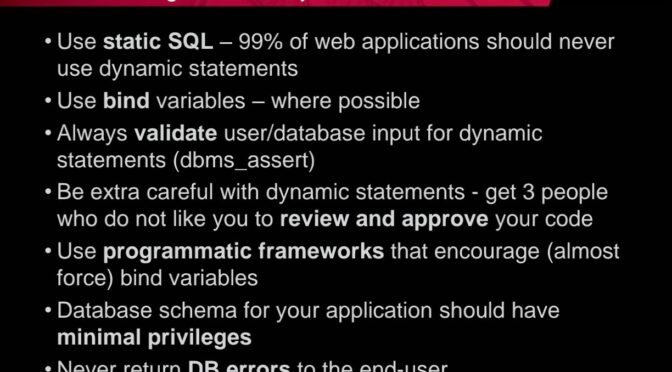 • Use static SQL – 99% of web applications should never
use dynamic statements
• Use bind variables – where possible
• Always validate user/database input for dynamic
statements (dbms_assert)
• Be extra careful with dynamic statements - get 3 people
who do not like you to review and approve your code
• Use programmatic frameworks that encourage (almost
force) bind variables
• Database schema for your application should have
minimal privileges
• Never return DB errors to the end-user